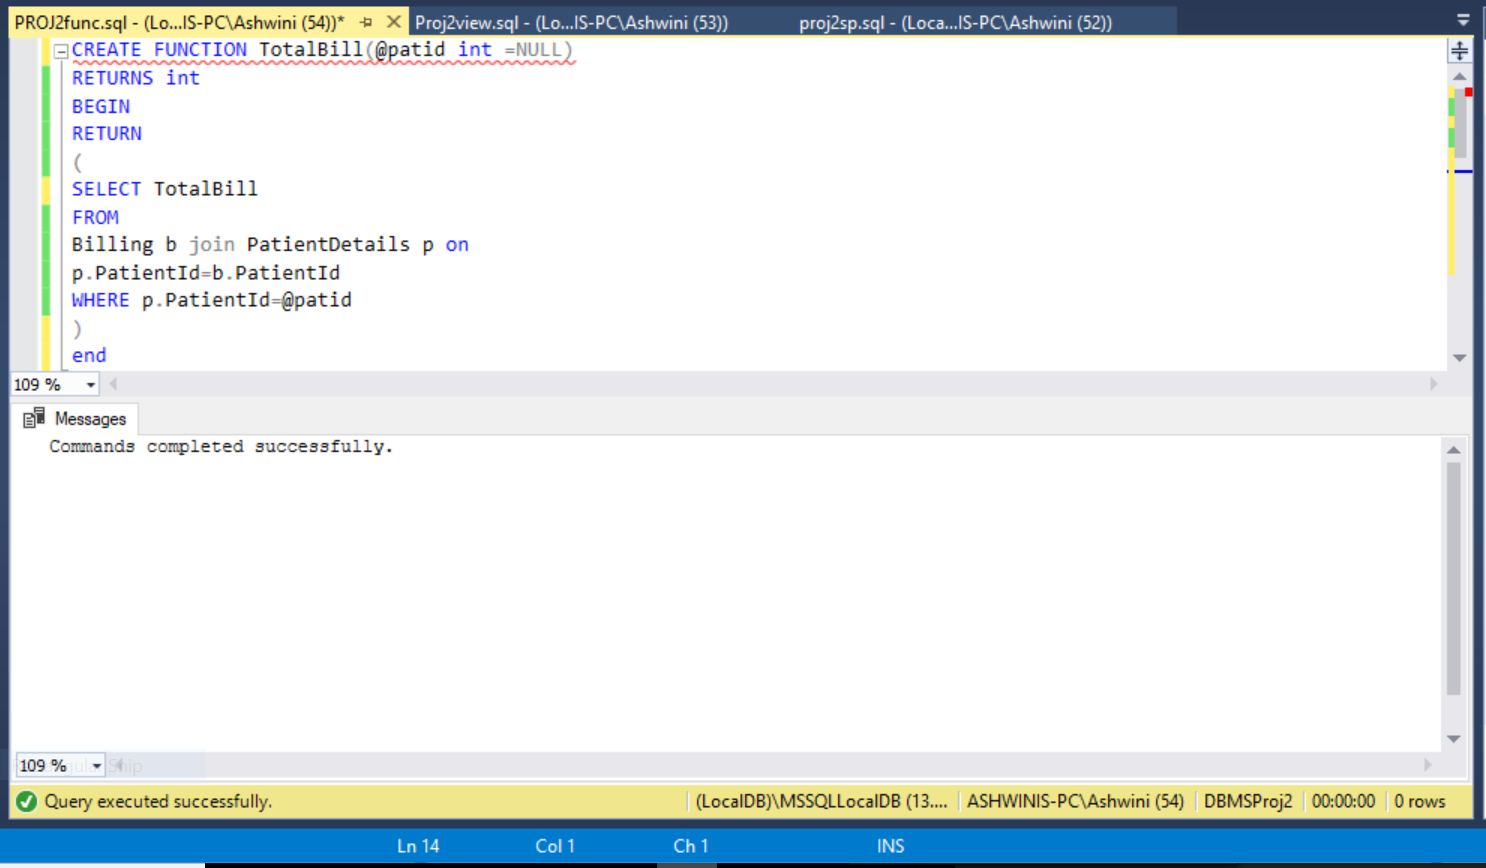 PROJ2func.sql - (Lo...IS-PC\Ashwini (54))* Proj2view.sql - (Lo...IS-PC\Ashwini (53)) proj2sp.sql - (Loca...IS-PC\Ashwini (52))
CREATE FUNCTION TotalBill(@patid int =NULL)
RETURNS int
BEGIN
RETURN
(
SELECT TotalBill
FROM
Billing b join PatientDetails p on
p.PatientId=b.PatientId
WHERE p.PatientId=@patid
)
end
109 %
Messages
Commands completed successfully.
109 %
Query executed successfully. (LocalDB)\MSSQLLocalDB (13.... ASHWINIS-PC\Ashwini (54) DBMSProj2 00:00:00 0 rows
Ln 14 Col 1 Ch 1 INS